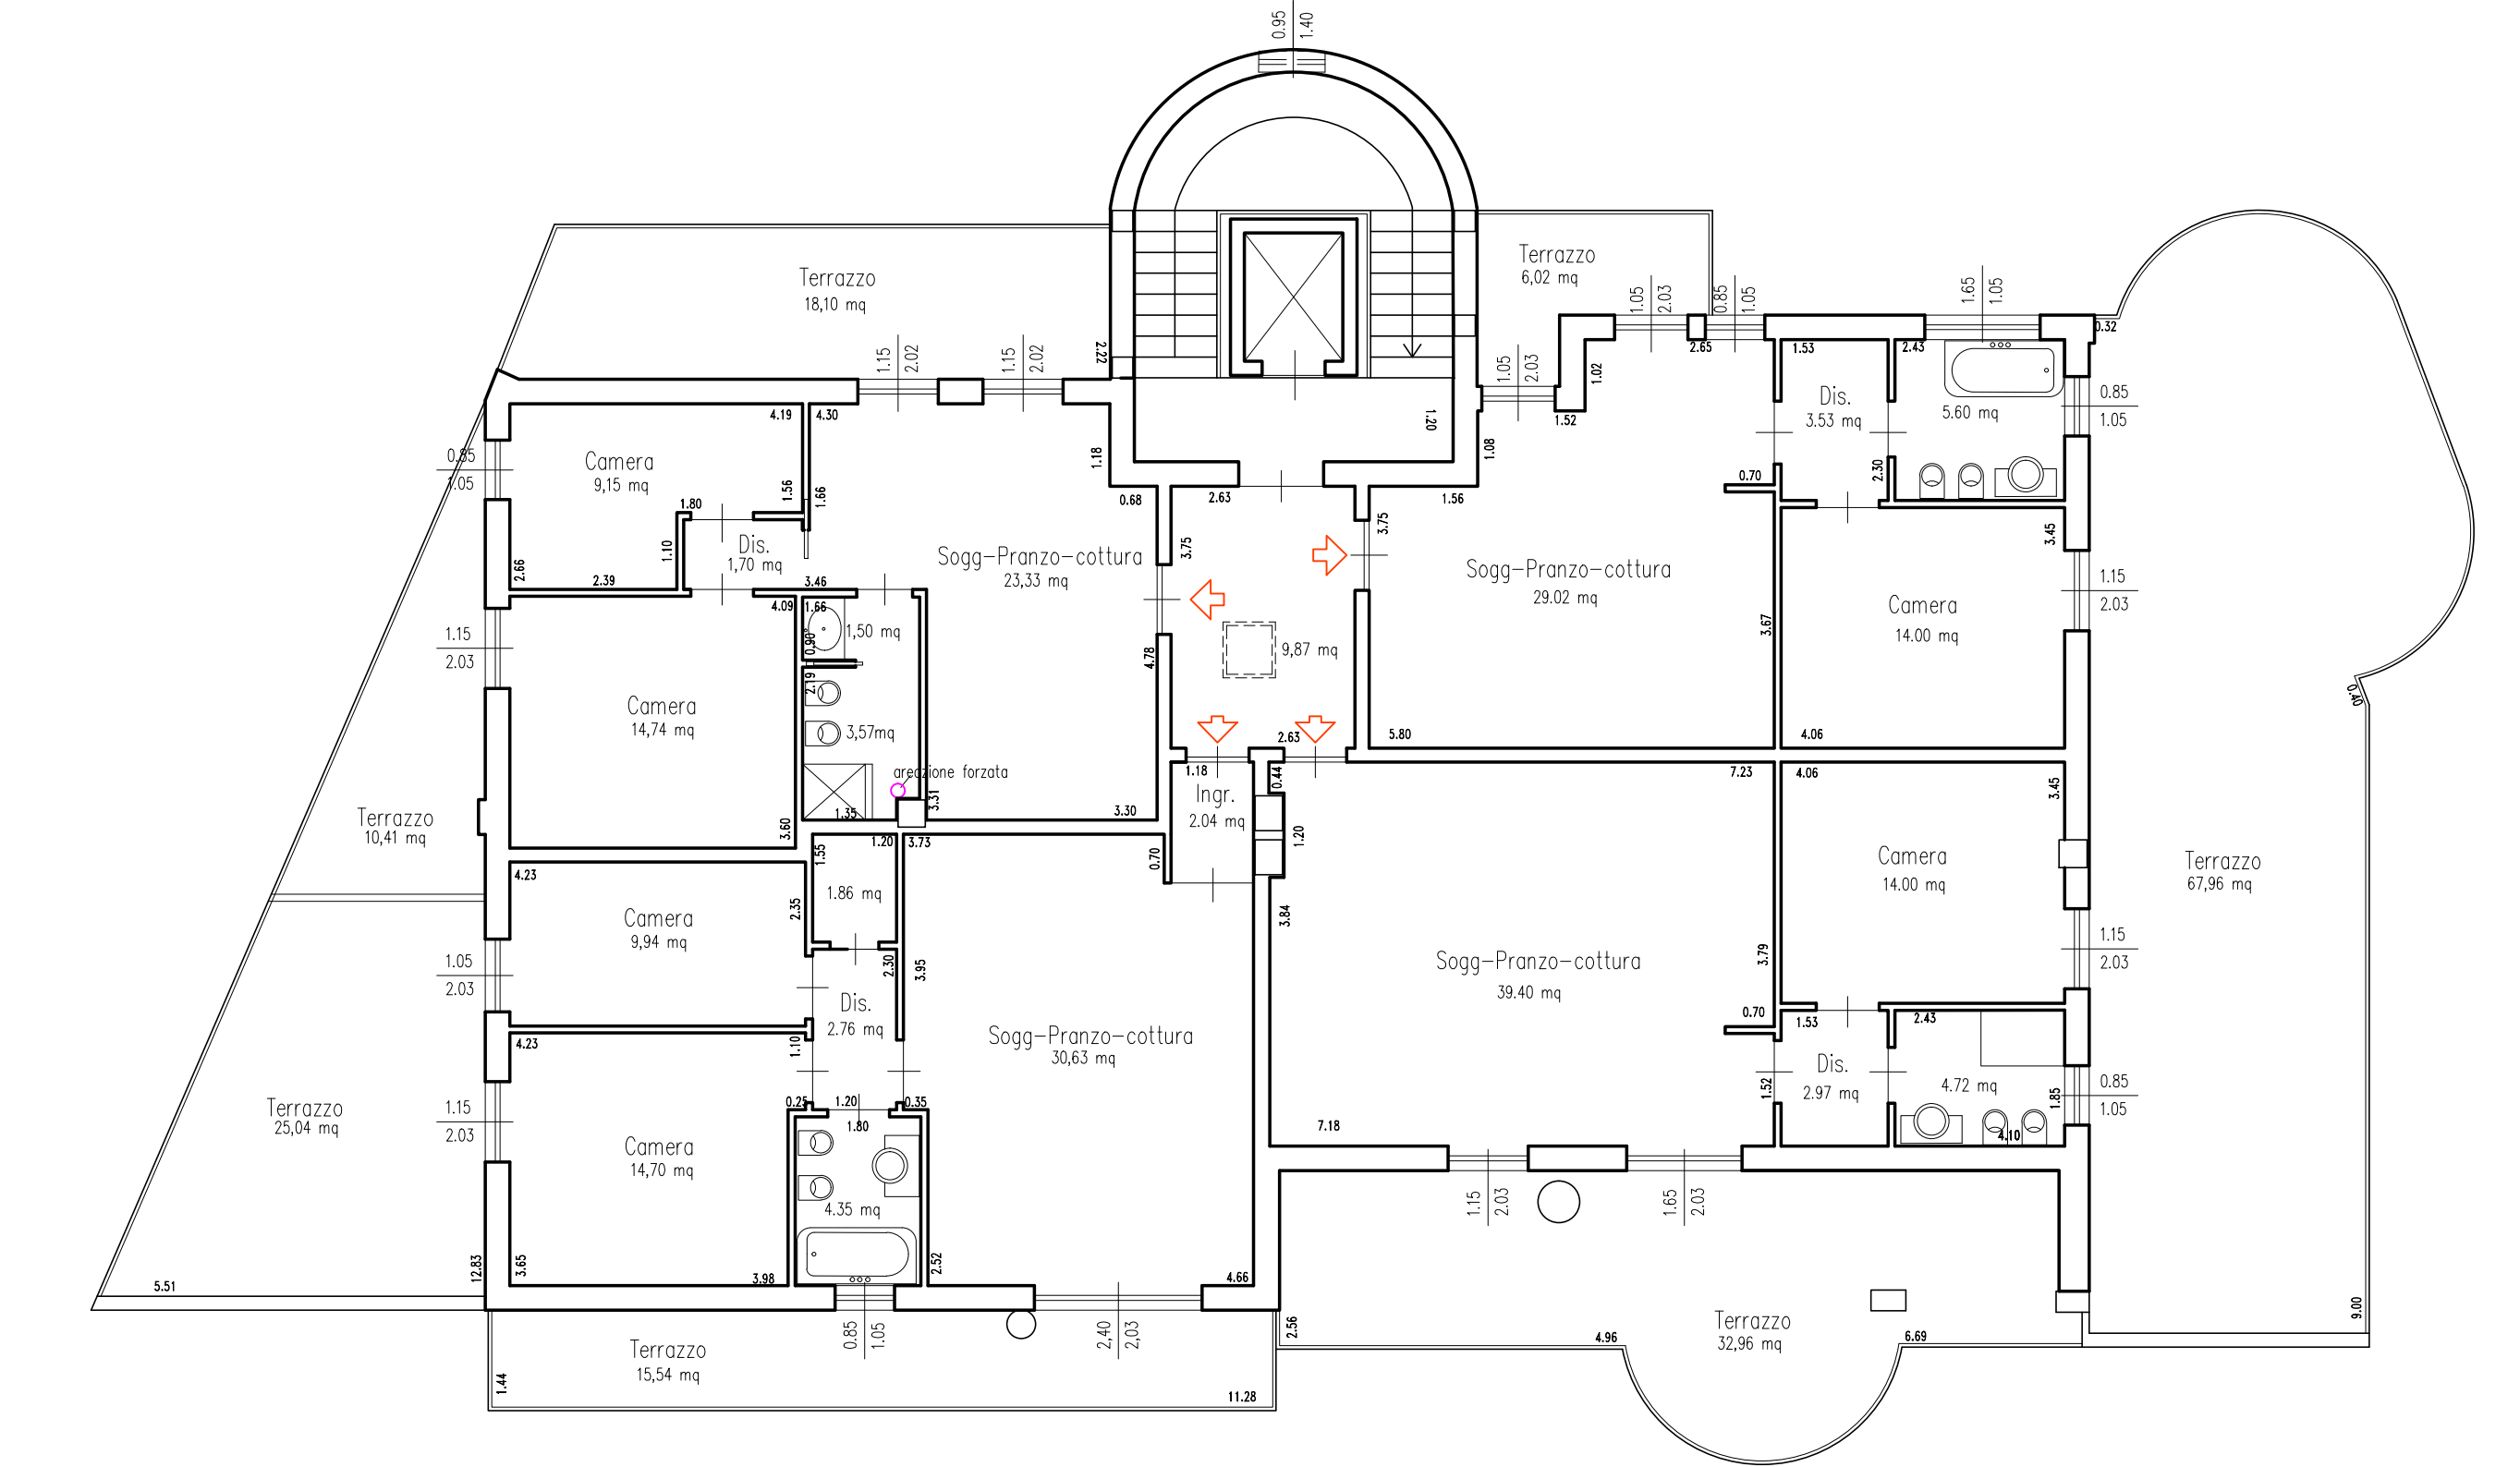 0.95
1.40
Terrazzo
18,10 mq
1.15
2.02
1.15
2.02
2.22
Terrazzo
6,02 mq
1.05
2.03
0.85
1.05
1.65
1.05
0.32
1.05
2.03
1.02
2.65
1.53
2.43
1.52
1.20
1.08
1.18
0.68
2.63
1.56
4.19
4.30
0.85
1.05
Camera
9,15 mq
1.56
1.66
1.80
1.10
Dis.
1,70 mq
2.66
2.39
3.46
Sogg-Pranzo-cottura
23,33 mq
3.75
3.75
Sogg-Pranzo-cottura
29.02 mq
0.70
Dis.
3.53 mq
2.30
5.60 mq
0.85
1.05
3.45
Camera
14.00 mq
1.15
2.03
3.67
4.09
1.66
0.90
1,50 mq
1.15
2.03
Camera
14,74 mq
2.19
3,57mq
areazione forzata
4.78
9,87 mq
2.63
5.80
4.06
0.40
1.35
3.31
3.30
3.60
1.18
0.44
Ingr.
2.04 mq
1.20
7.23
4.06
3.45
Terrazzo
10,41 mq
4.23
1.55
1.20
3.73
0.70
1.86 mq
Camera
9,94 mq
2.35
2.30
3.95
3.84
Camera
14.00 mq
Terrazzo
67,96 mq
1.15
2.03
1.05
2.03
Dis.
2.76 mq
Sogg-Pranzo-cottura
30,63 mq
Sogg-Pranzo-cottura
39.40 mq
3.79
0.70
1.53
2.43
4.23
1.10
Dis.
2.97 mq
1.52
4.72 mq
1.85
4.10
0.85
1.05
Terrazzo
25,04 mq
1.15
2.03
Camera
14,70 mq
0.25
1.20
0.35
1.80
4.35 mq
7.18
1.15
2.03
1.65
2.03
5.51
12.83
3.65
3.98
2.52
4.66
Terrazzo
15,54 mq
0.85
1.05
2,40
2,03
1.44
11.28
2.56
4.96
Terrazzo
32,96 mq
6.69
9.00